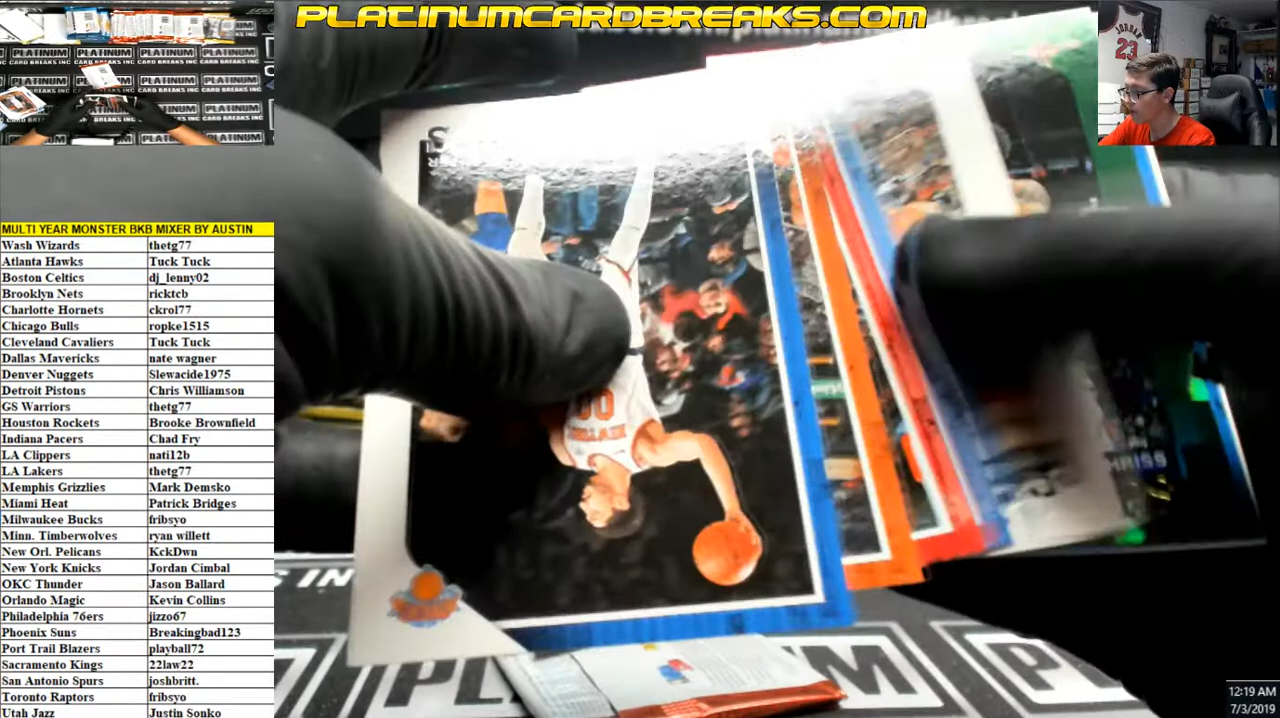 PLATINUMCARDBREAKS.COM
PLATINUM
CARD BREAKS INC
JORDAN
23
MULTI YEAR MONSTER BKB MIXER BY AUSTIN
Wash Wizards thetg77
Atlanta Hawks Tuck Tuck
Boston Celtics dj_lenny02
Brooklyn Nets ricktcb
Charlotte Hornets ckrol77
Chicago Bulls ropke1515
Cleveland Cavaliers Tuck Tuck
Dallas Mavericks nate wagner
Denver Nuggets Slewacide1975
Detroit Pistons Chris Williamson
GS Warriors thetg77
Houston Rockets Brooke Brownfield
Indiana Pacers Chad Fry
LA Clippers nati12b
LA Lakers thetg77
Memphis Grizzlies Mark Demsko
Miami Heat Patrick Bridges
Milwaukee Bucks fribsyo
Minn. Timberwolves ryan willett
New Orl. Pelicans KckDwn
New York Knicks Jordan Cimbal
OKC Thunder Jason Ballard
Orlando Magic Kevin Collins
Philadelphia 76ers jizzo67
Phoenix Suns Breakingbad123
Port Trail Blazers playball72
Sacramento Kings 22law22
San Antonio Spurs joshbritt.
Toronto Raptors fribsyo
Utah Jazz Justin Sonko
12:19 AM
7/3/2019